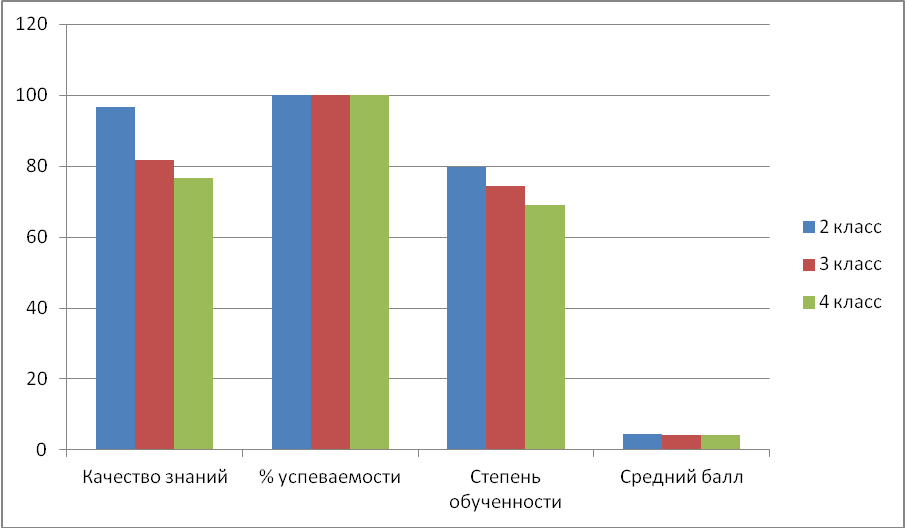 120
100
80
60
40
20
0
Качество знаний
% успеваемости
Степень
обученности
Средний балл
2 класс
3 класс
4 класс